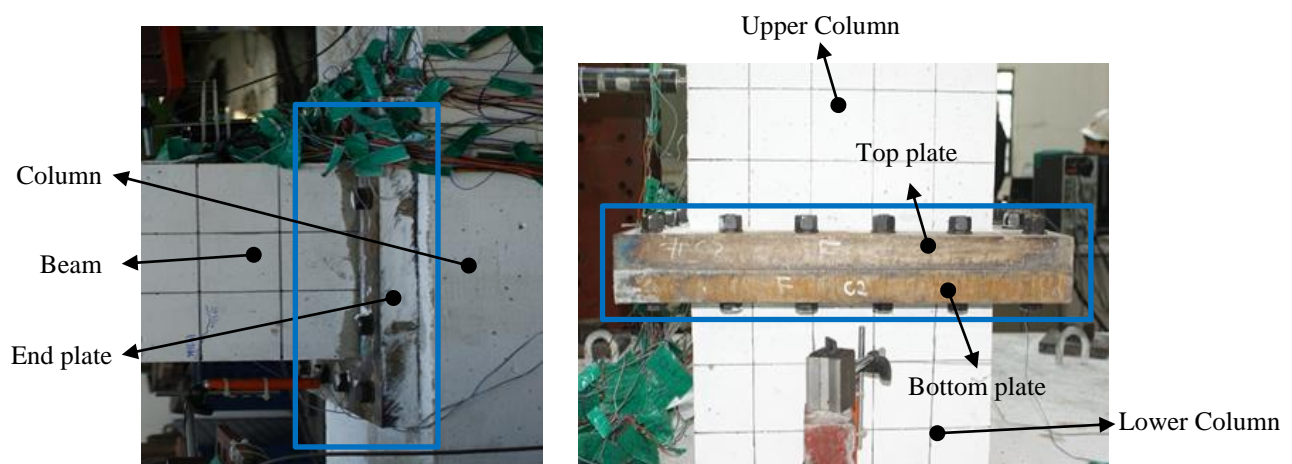 Upper Column
Column
Top plate
Beam
End plate
F
F C2
Bottom plate
Lower Column